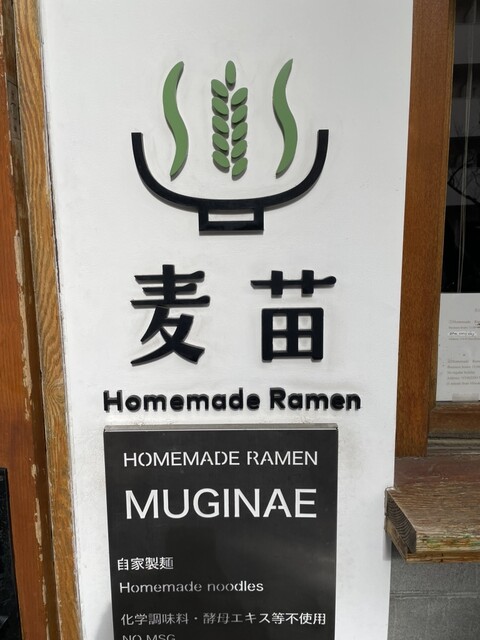 麦苗
Homemade Ramen
HOMEMADE RAMEN
MUGINAE
自家製麺
Homemade noodles
化学調味料・酵母エキス等不使用
NO MSG